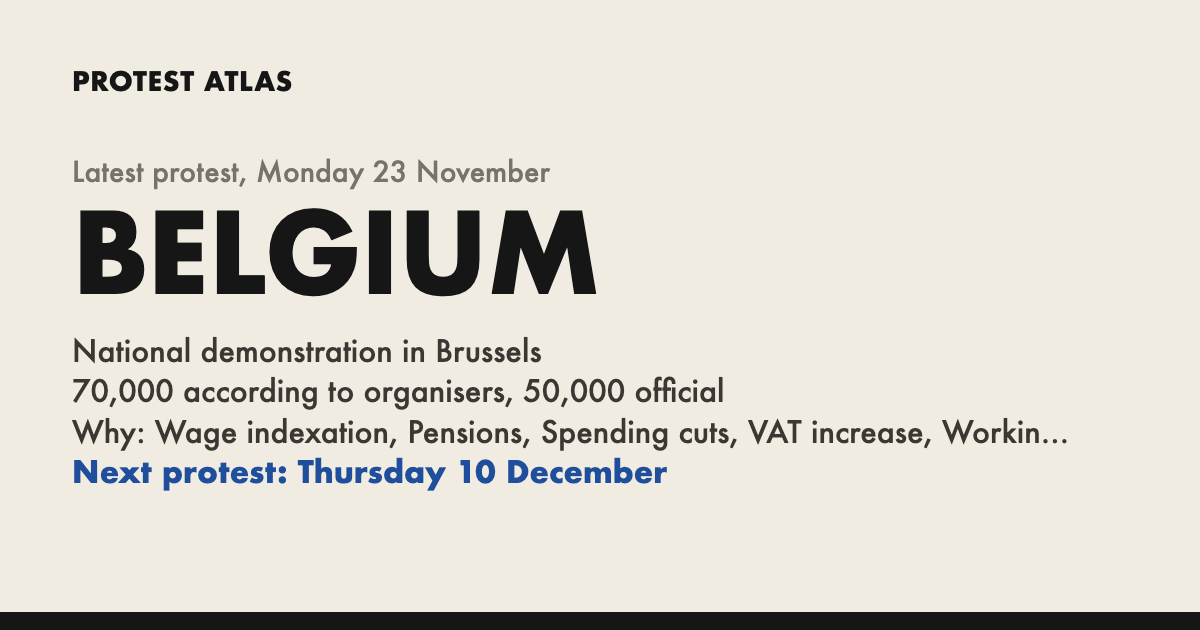 PROTEST ATLAS
Latest protest, Monday 23 November
BELGIUM
National demonstration in Brussels
70,000 according to organisers, 50,000 official
Why: Wage indexation, Pensions, Spending cuts, VAT increase, Workin...
Next protest: Thursday 10 December